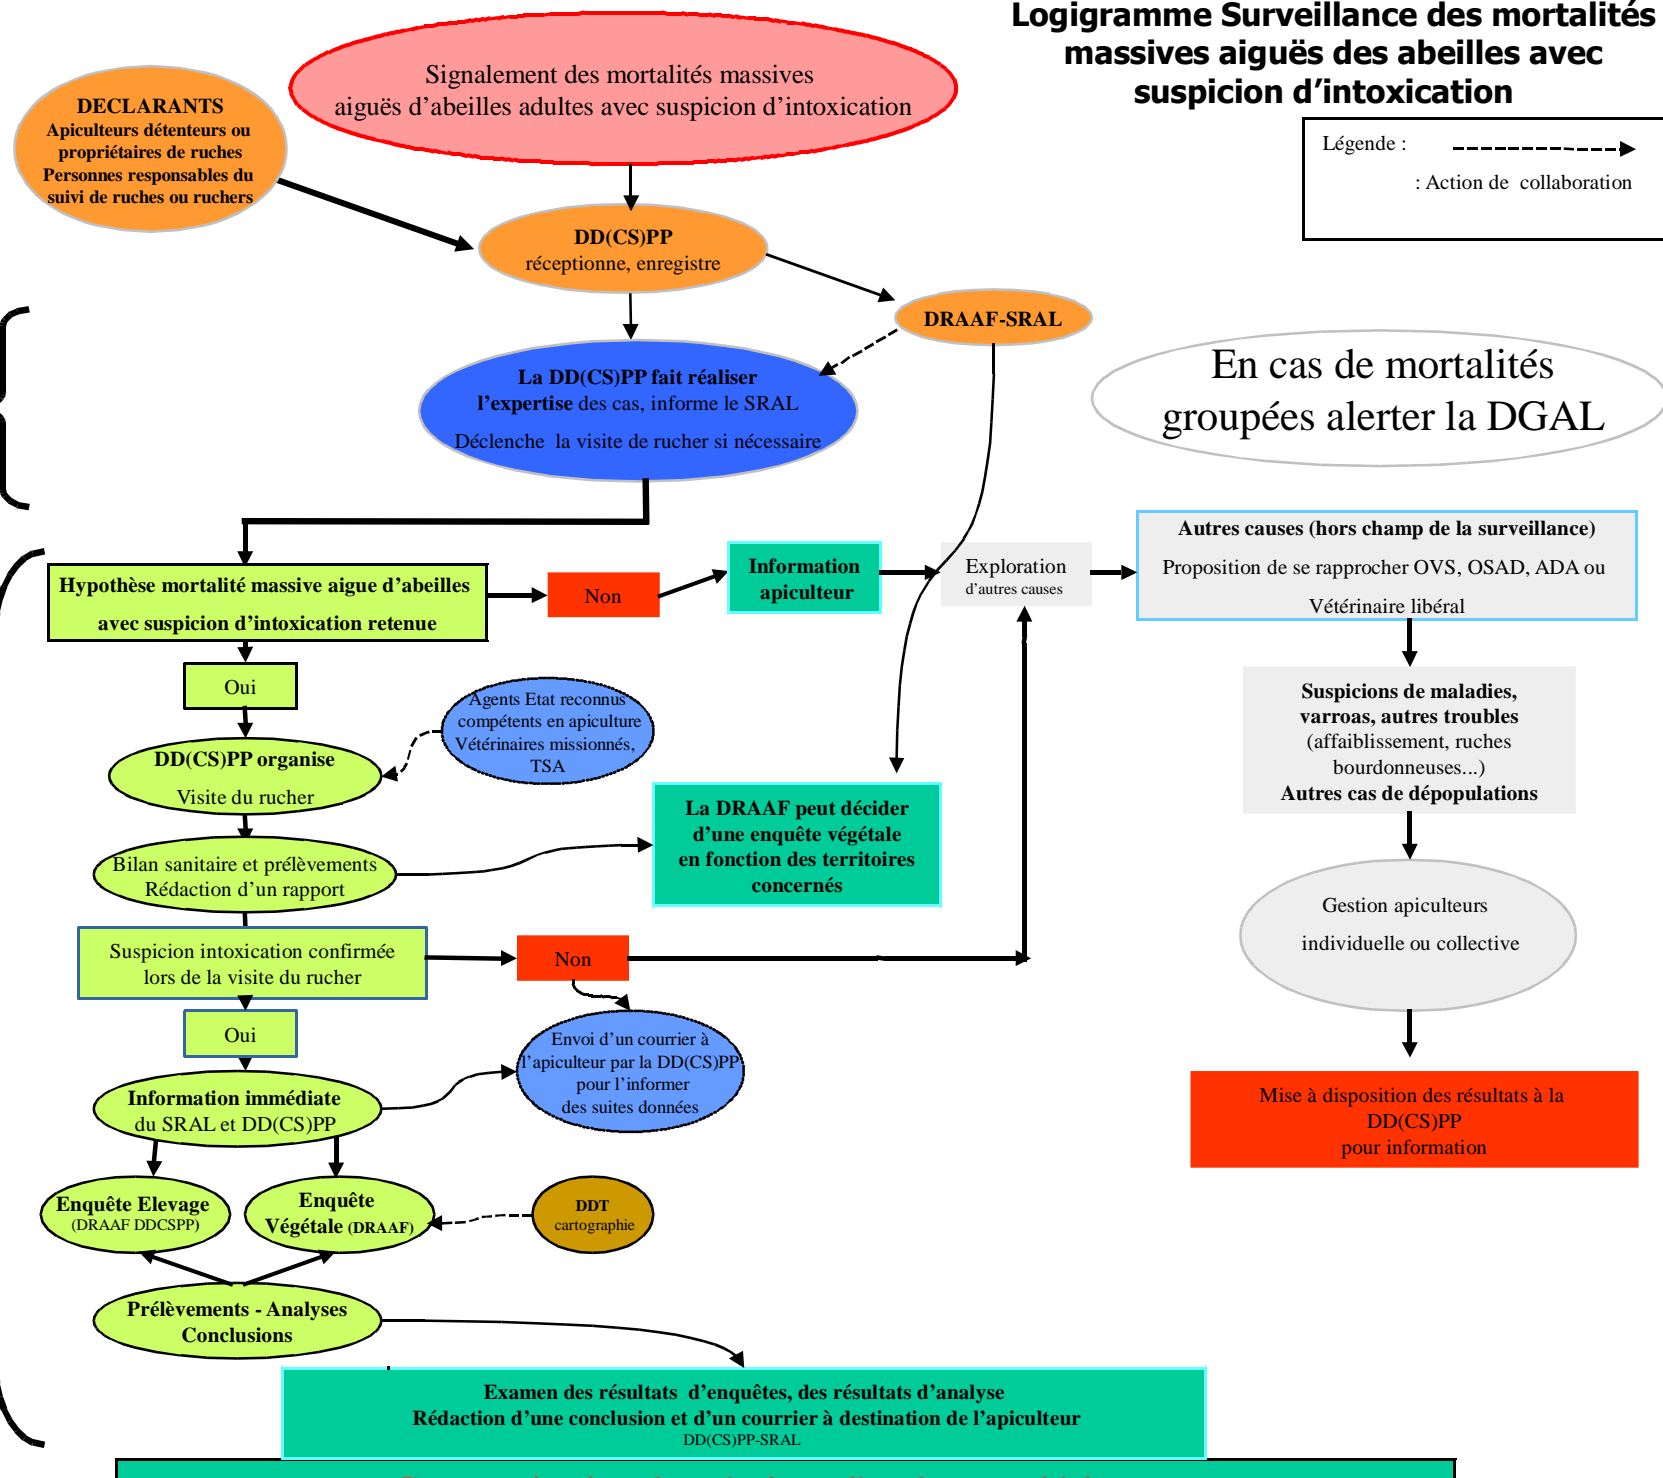 Logigramme Surveillance des mortalités
massives aiguës des abeilles avec
suspicion d'intoxication
Signalement des mortalités massives
aiguës d'abeilles adultes avec suspicion d'intoxication
DECLARANTS
Apiculteurs détenteurs ou
propriétaires de ruches
Personnes responsables du
suivi de ruches ou ruchers
Légende :
: Action de collaboration
DD(CS)PP
réceptionne, enregistre
DRAAF-SRAL
La DD(CS)PP fait réaliser
l'expertise des cas, informe le SRAL
Déclenche la visite de rucher si nécessaire
En cas de mortalités
groupées alerter la DGAL
Hypothèse mortalité massive aigue d'abeilles
avec suspicion d'intoxication retenue
Non
Information
apiculteur
Exploration
d'autres causes
Autres causes (hors champ de la surveillance)
Proposition de se rapprocher OVS, OSAD, ADA ou
Vétérinaire libéral
Oui
Agents Etat reconnus
compétents en apiculture
Vétérinaires missionnés,
TSA
Suspicions de maladies,
varroas, autres troubles
(affaiblissement, ruches
bourdonneuses...)
Autres cas de dépopulations
DD(CS)PP organise
Visite du rucher
La DRAAF peut décider
d'une enquête végétale
en fonction des territoires
concernés
Bilan sanitaire et prélèvements
Rédaction d'un rapport
Gestion apiculteurs
individuelle ou collective
Suspicion intoxication confirmée
lors de la visite du rucher
Non
Oui
Envoi d'un courrier à
l'apiculteur par la DD(CS)PP
pour l'informer
des suites données
Information immédiate
du SRAL et DD(CS)PP
Mise à disposition des résultats à la
DD(CS)PP
pour information
Enquête Elevage
(DRAAF DDCSPP)
Enquête
Végétale (DRAAF)
DDT
cartographie
Prélèvements - Analyses
Conclusions
Examen des résultats d'enquêtes, des résultats d'analyse
Rédaction d'une conclusion et d'un courrier à destination de l'apiculteur
DD(CS)PP-SRAL